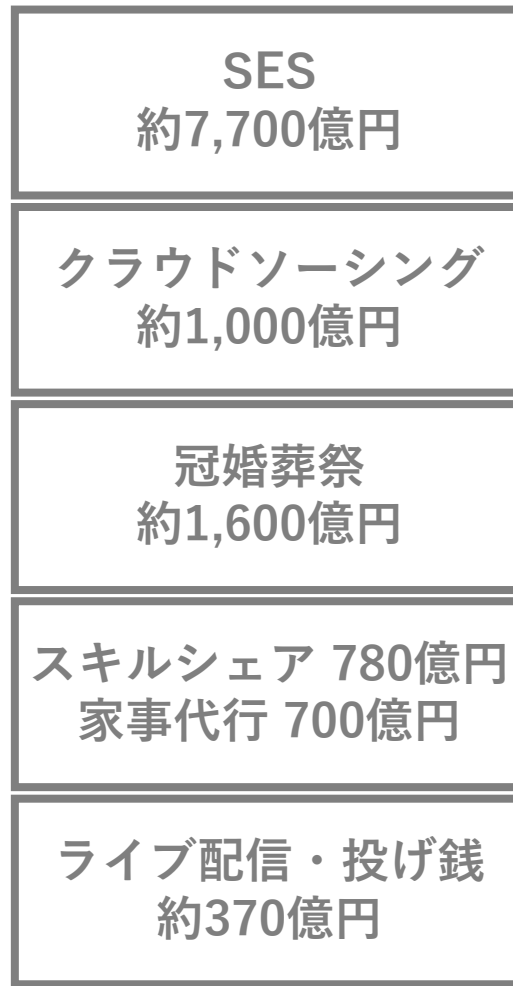 SES
約7,700億円
クラウドソーシング
約1,000億円
冠婚葬祭
約1,600億円
スキルシェア 780億円
家事代行 700億円
ライブ配信・投げ銭
約370億円